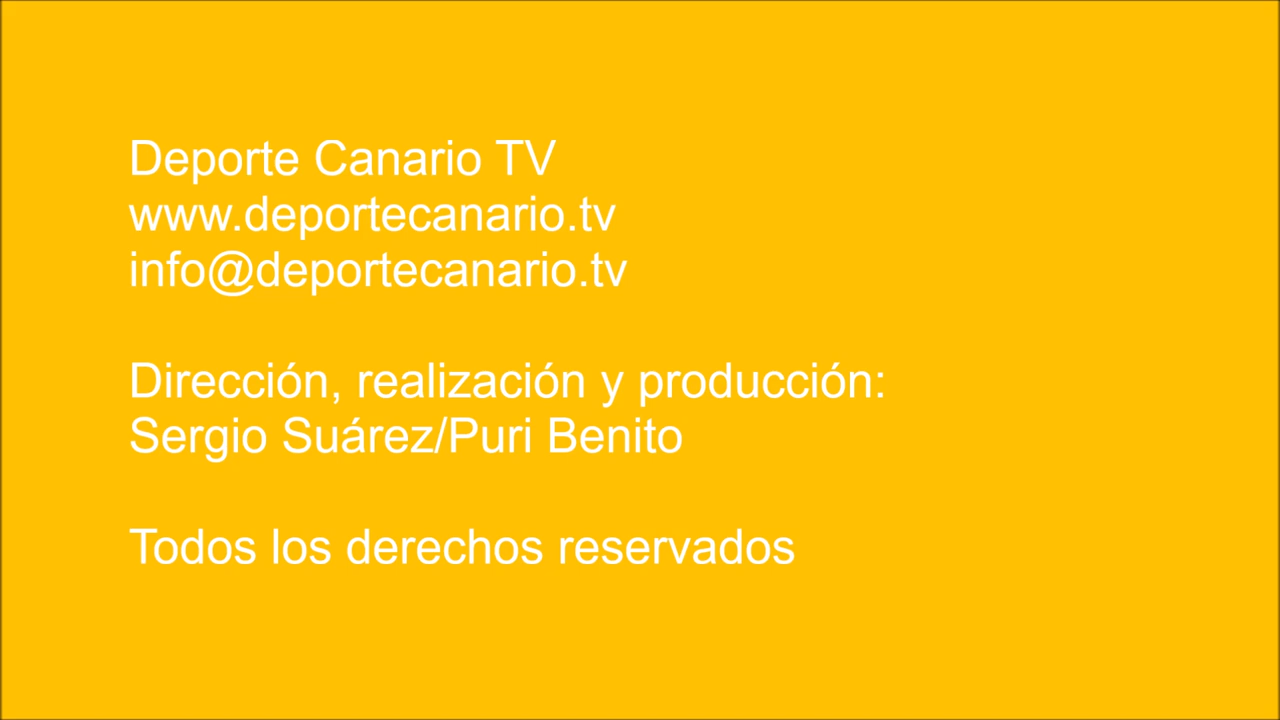 Deporte Canario TV
www.deportecanario.tv
info@deportecanario.tv
Dirección, realización y producción:
Sergio Suárez/Puri Benito
Todos los derechos reservados